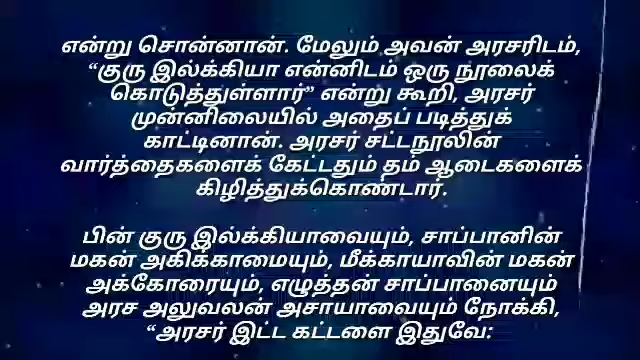 என்று சொன்னான். மேலும் அவன் அரசரிடம்,
“குரு இல்க்கியா என்னிடம் ஒரு நூலைக்
கொடுத்துள்ளார்” என்று கூறி, அரசர்
முன்னிலையில் அதைப் படித்துக்
காட்டினான். அரசர் சட்டநூலின்
வார்த்தைகளைக் கேட்டதும் தம் ஆடைகளைக்
கிழித்துக்கொண்டார்.
பின் குரு இல்க்கியாவையும், சாப்பானின்
மகன் அகிக்காமையும், மீக்காயாவின் மகன்
அக்கோரையும், எழுத்தன் சாப்பானையும்
அரச அலுவலன் அசாயாவையும் நோக்கி,
“அரசர் இட்ட கட்டளை இதுவே: